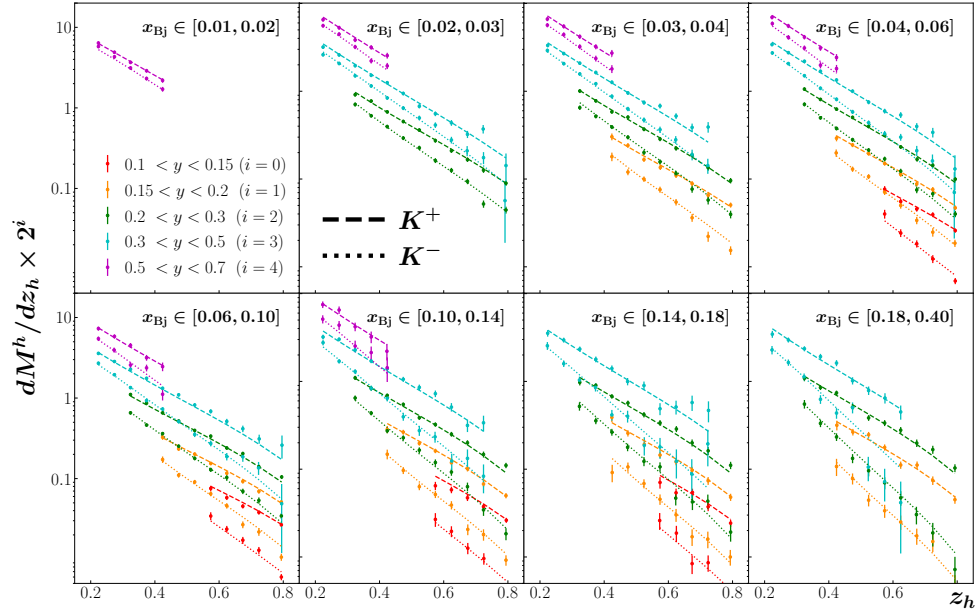 x_Bj ∈ [0.01, 0.02]
x_Bj ∈ [0.02, 0.03]
x_Bj ∈ [0.03, 0.04]
x_Bj ∈ [0.04, 0.06]
10
1
0.1
0.1 < y < 0.15 (i = 0)
0.15 < y < 0.2 (i = 1)
0.2 < y < 0.3 (i = 2)
0.3 < y < 0.5 (i = 3)
0.5 < y < 0.7 (i = 4)
K⁺
K⁻
dM^h/dz_h × 2^i
x_Bj ∈ [0.06, 0.10]
x_Bj ∈ [0.10, 0.14]
x_Bj ∈ [0.14, 0.18]
x_Bj ∈ [0.18, 0.40]
10
1
0.1
0.2 0.4 0.6 0.8
0.2 0.4 0.6 0.8
0.2 0.4 0.6 0.8
0.2 0.4 0.6 0.8
z_h